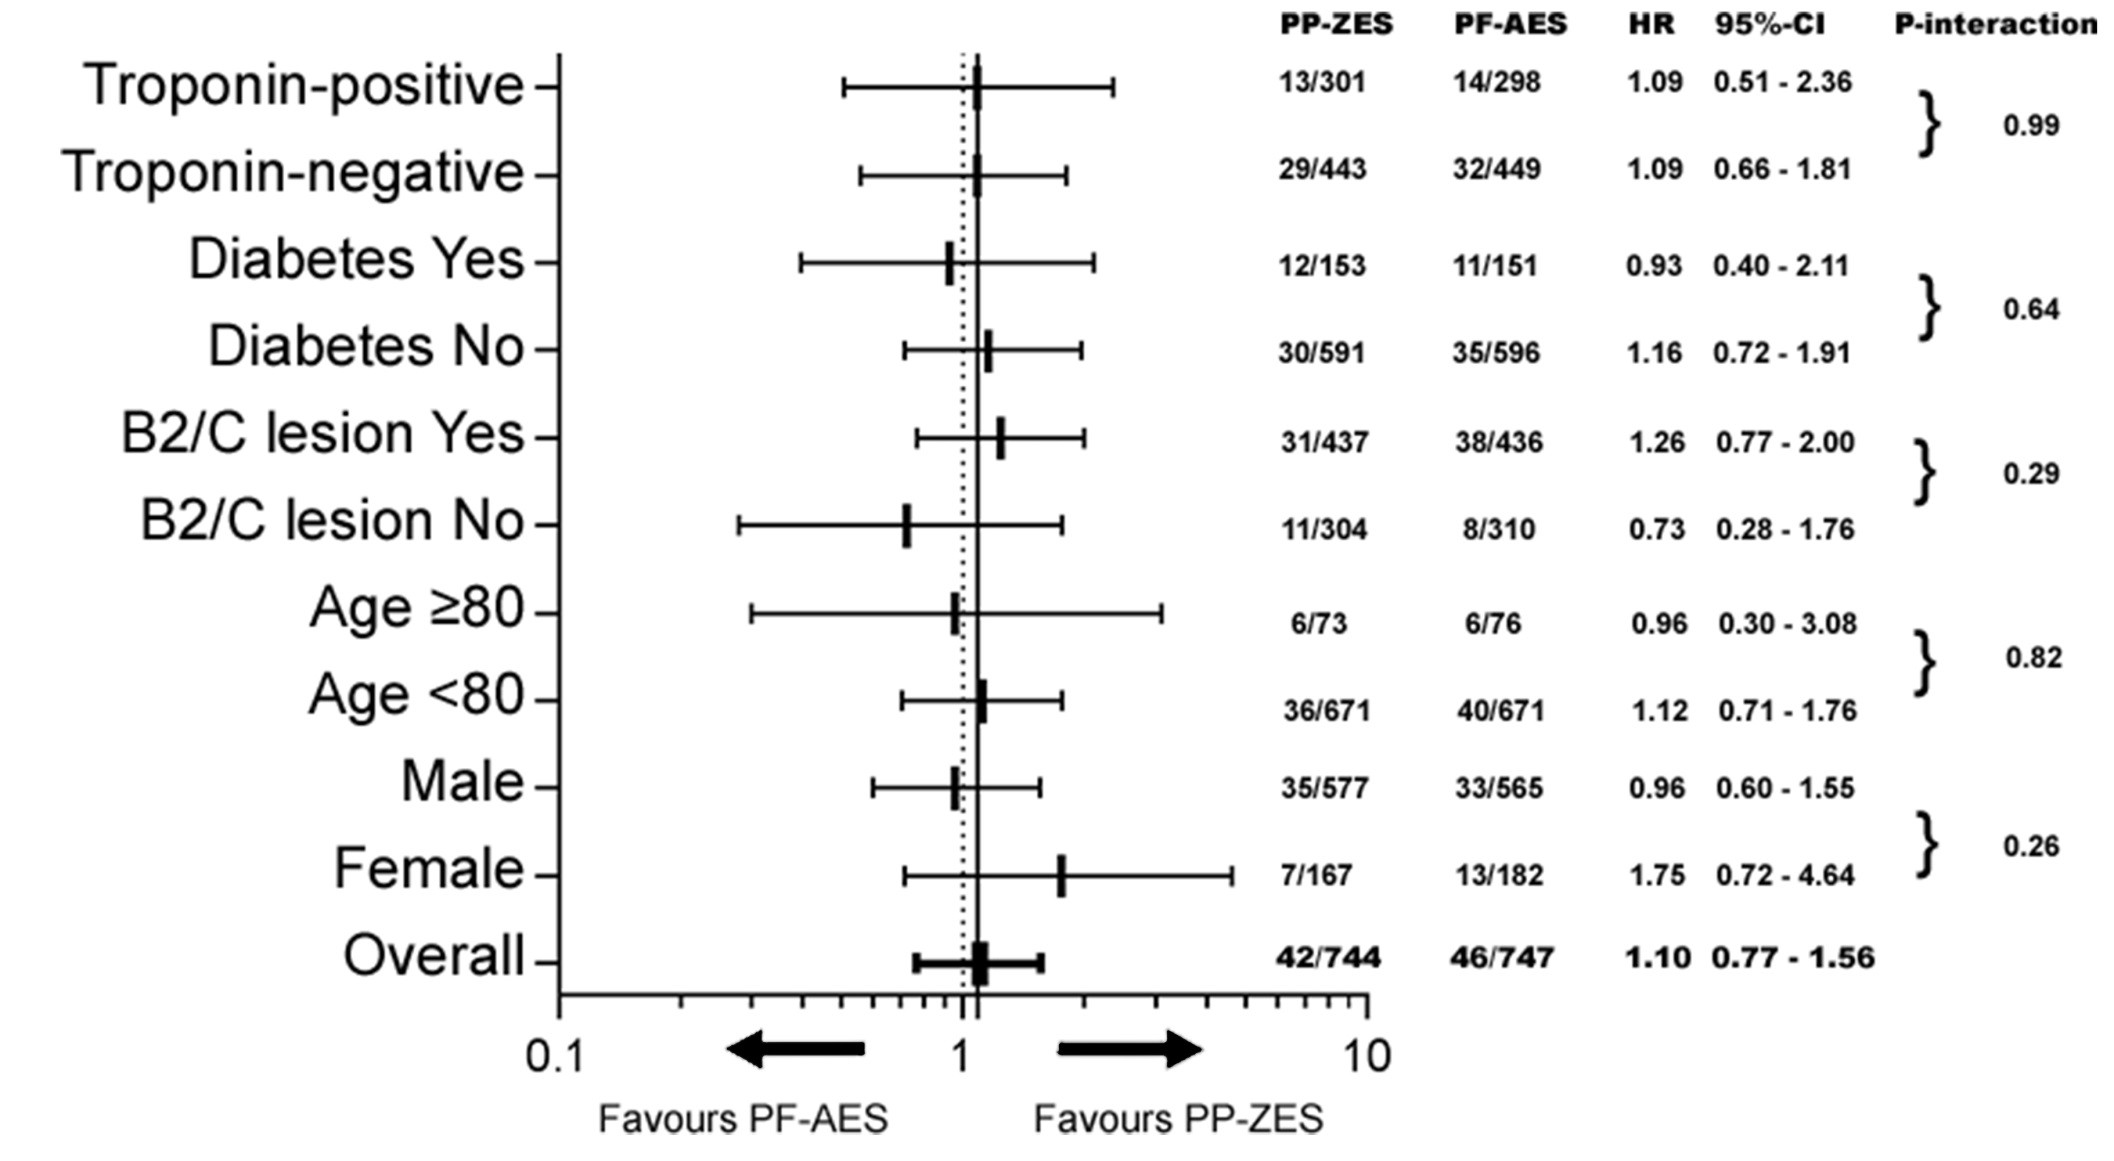 PP-ZES PF-AES HR 95%-CI P-interaction
Troponin-positive 13/301 14/298 1.09 0.51 - 2.36
} 0.99
Troponin-negative 29/443 32/449 1.09 0.66 - 1.81
Diabetes Yes 12/153 11/151 0.93 0.40 - 2.11
} 0.64
Diabetes No 30/591 35/596 1.16 0.72 - 1.91
B2/C lesion Yes 31/437 38/436 1.26 0.77 - 2.00
} 0.29
B2/C lesion No 11/304 8/310 0.73 0.28 - 1.76
Age ≥80 6/73 6/76 0.96 0.30 - 3.08
} 0.82
Age <80 36/671 40/671 1.12 0.71 - 1.76
Male 35/577 33/565 0.96 0.60 - 1.55
} 0.26
Female 7/167 13/182 1.75 0.72 - 4.64
Overall 42/744 46/747 1.10 0.77 - 1.56
0.1 1 10
Favours PF-AES Favours PP-ZES